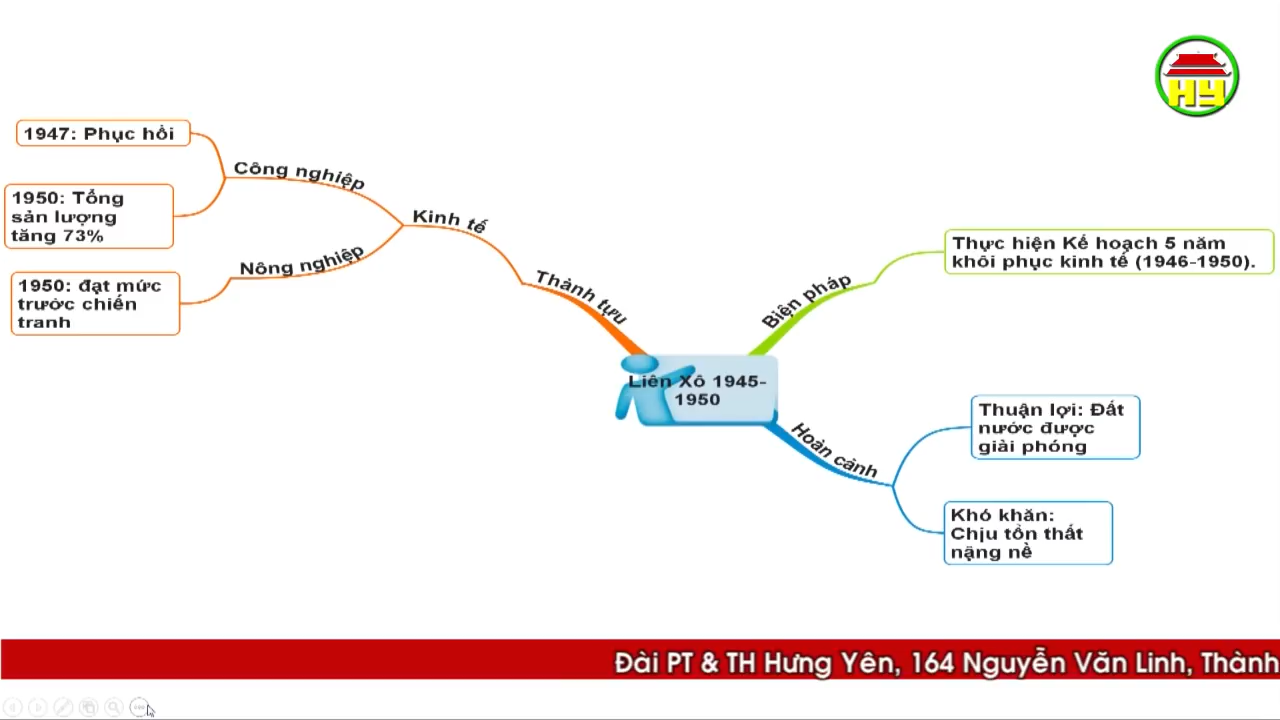 HY
1947: Phục hồi
Công nghiệp
1950: Tổng
sản lượng
tăng 73%
Kinh tế
Nông nghiệp
1950: đạt mức
trước chiến
tranh
Thành tựu
Biện pháp
Thực hiện Kế hoạch 5 năm
khôi phục kinh tế (1946-1950).
Liên Xô 1945-
1950
Hoàn cảnh
Thuận lợi: Đất
nước được
giải phóng
Khó khăn:
Chịu tổn thất
nặng nề
Đài PT & TH Hưng Yên, 164 Nguyễn Văn Linh, Thành